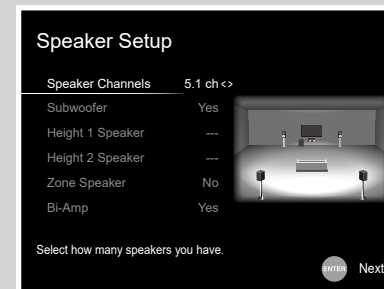 Speaker Setup
Speaker Channels 5.1 ch <>
Subwoofer Yes
Height 1 Speaker ---
Height 2 Speaker ---
Zone Speaker No
Bi-Amp Yes
Select how many speakers you have.
ENTER Next